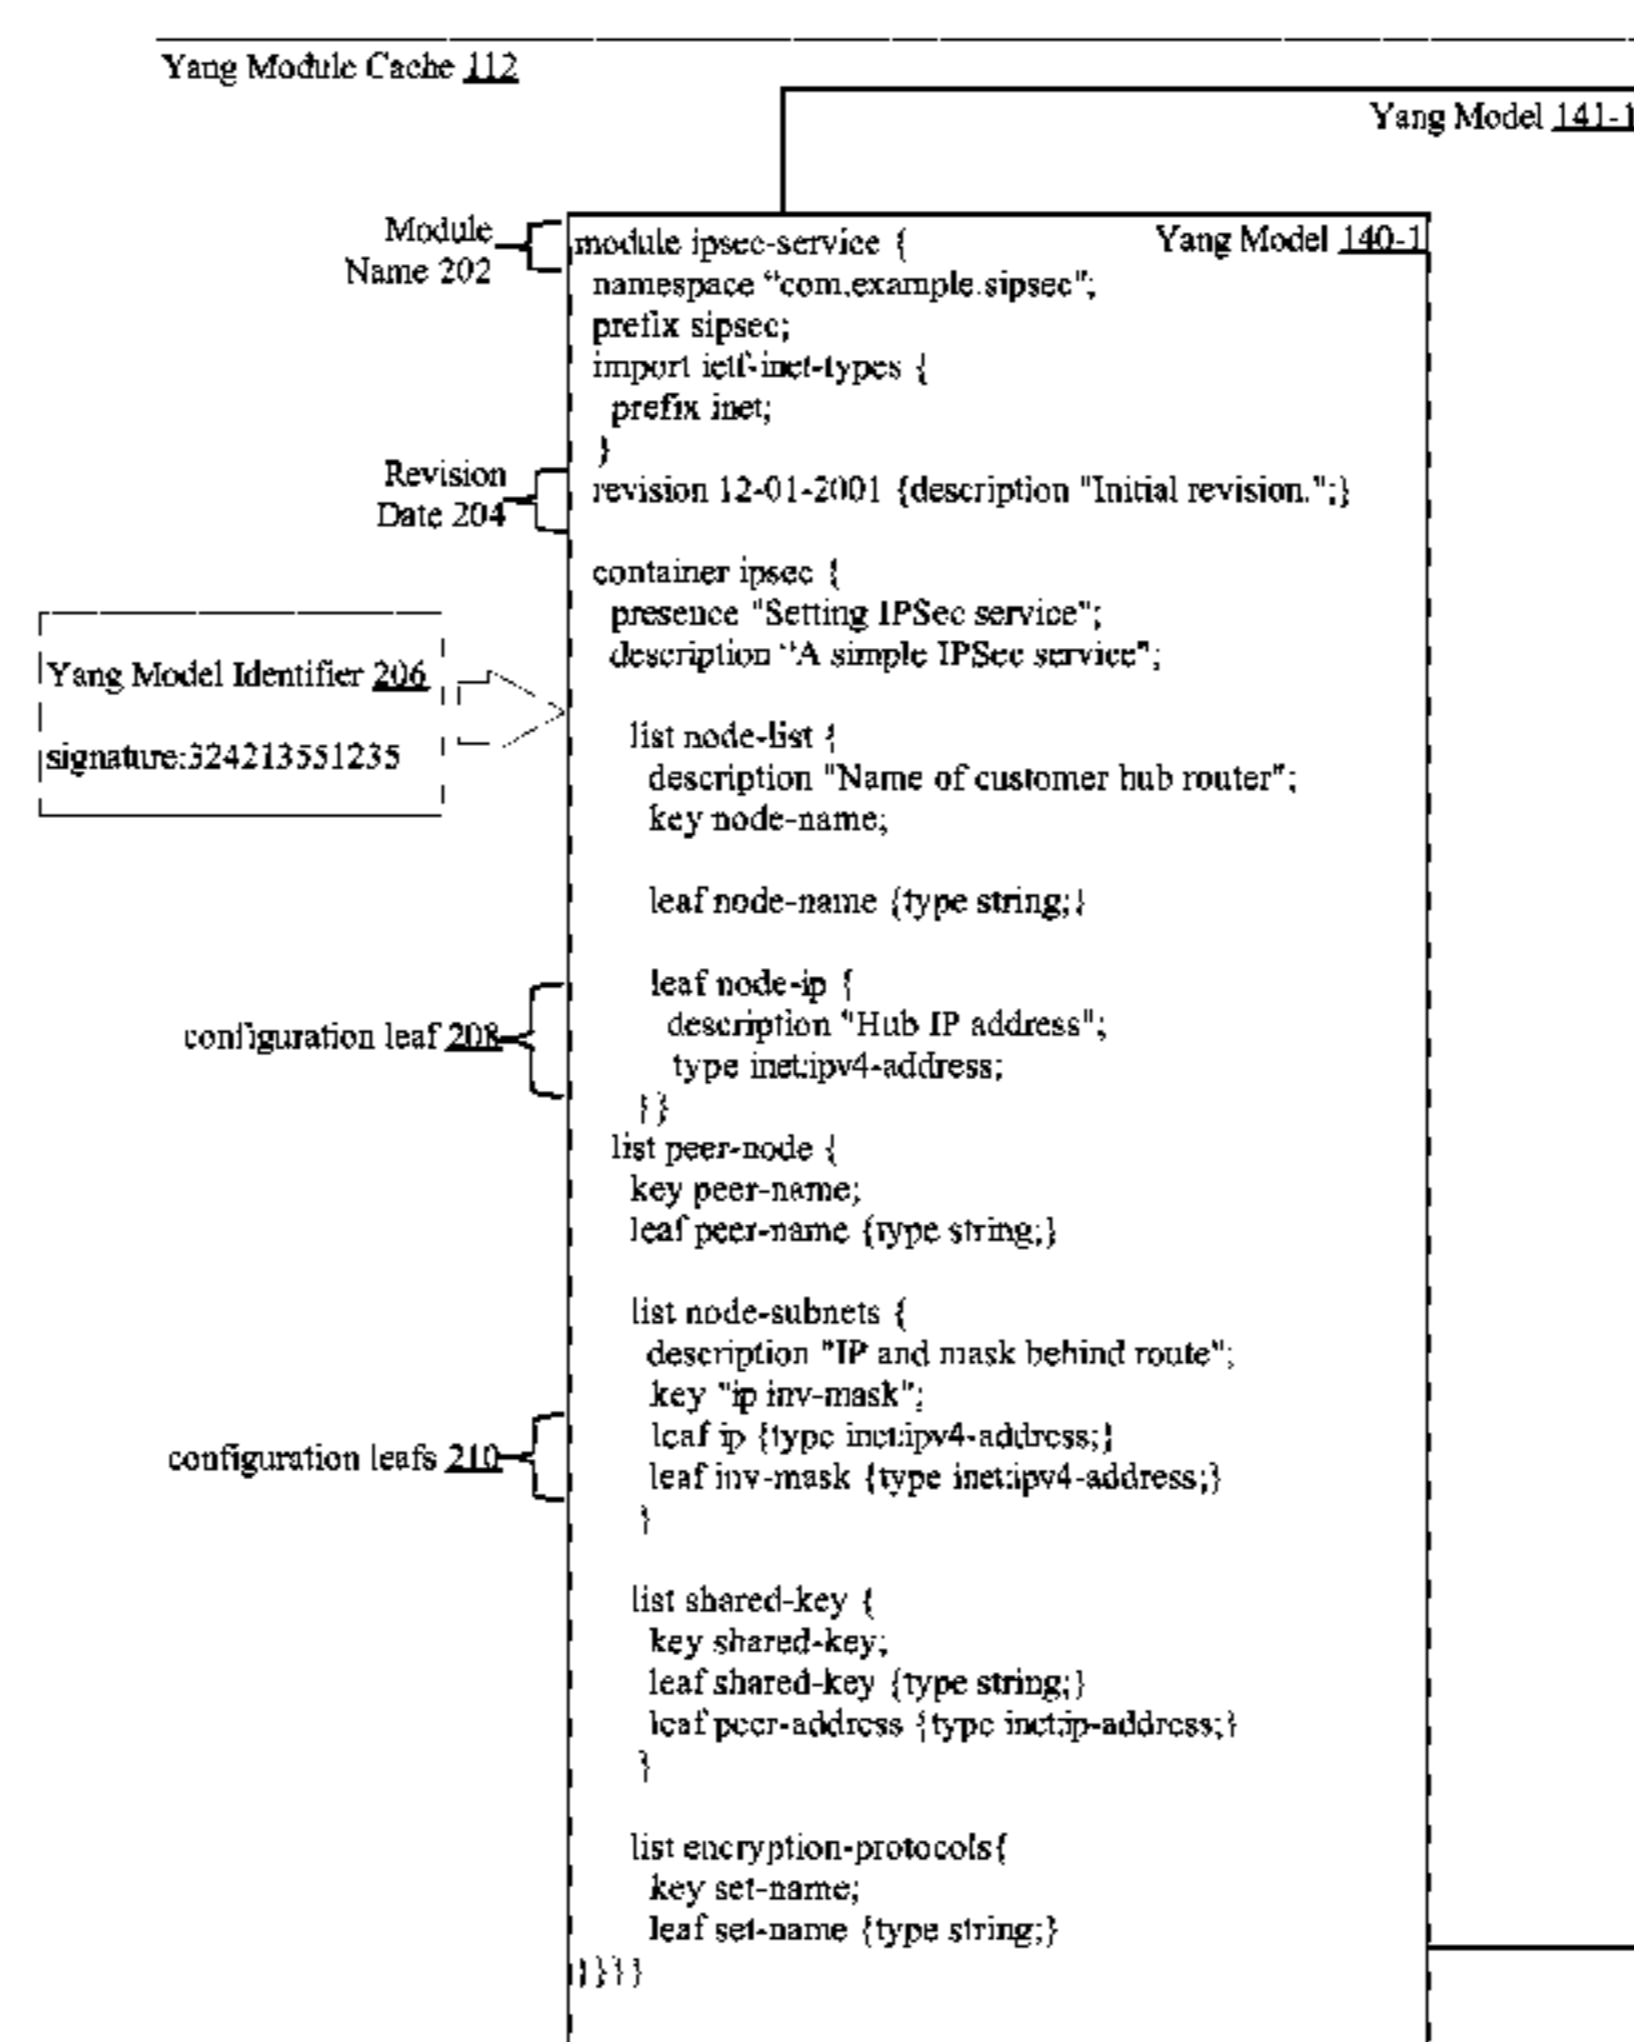 Yang Module Cache 112
Yang Model 141-1
Module
Name 202
module ipsec-service {
Yang Model 140-1
namespace "com.example.sipsec";
prefix sipsec;
import ietf-inet-types {
prefix inet;
}
Revision
Date 204
revision 12-01-2001 {description "Initial revision.";}
container ipsec {
presence "Setting IPSec service";
description "A simple IPSec service";
Yang Model Identifier 206
signature:324213551235
list node-list {
description "Name of customer hub router";
key node-name;
leaf node-name {type string;}
configuration leaf 208
leaf node-ip {
description "Hub IP address";
type inet:ipv4-address;
}}
list peer-node {
key peer-name;
leaf peer-name {type string;}
list node-subnets {
description "IP and mask behind route";
key "ip inv-mask";
configuration leafs 210
leaf ip {type inet:ipv4-address;}
leaf inv-mask {type inet:ipv4-address;}
}
list shared-key {
key shared-key;
leaf shared-key {type string;}
leaf peer-address {type inet:ip-address;}
}
list encryption-protocols{
key set-name;
leaf set-name {type string;}
}}}}